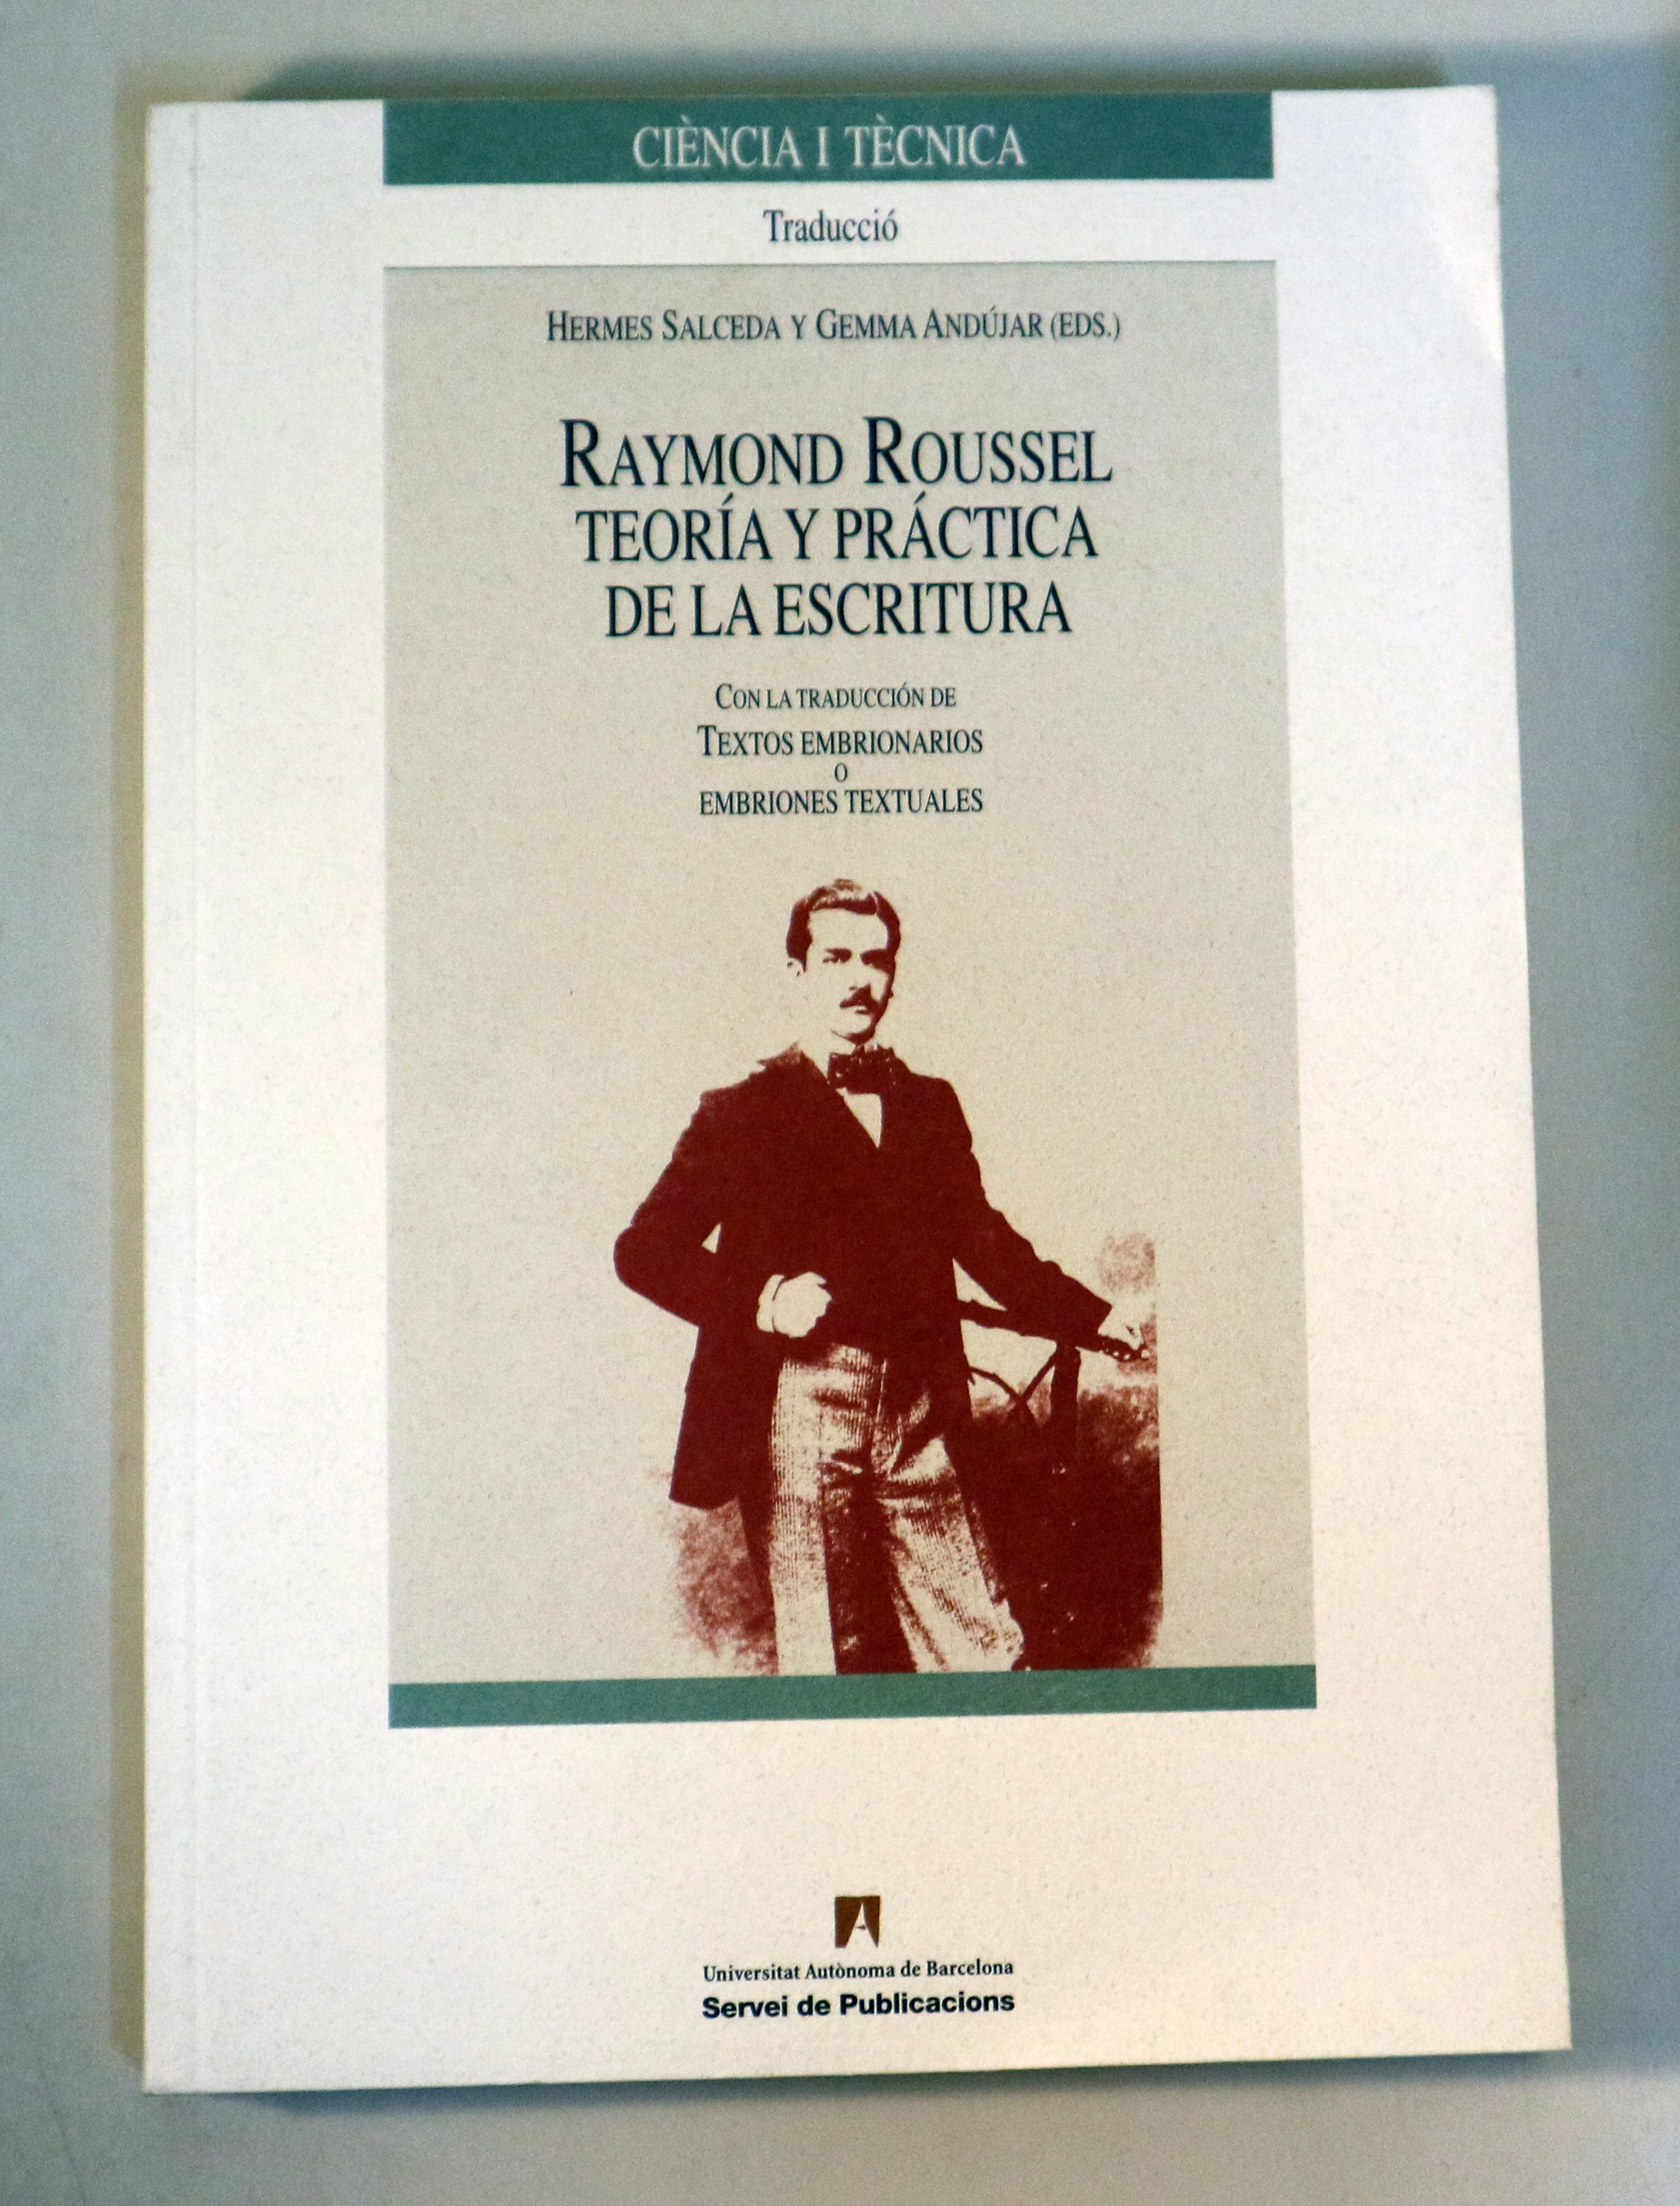 CIÈNCIA I TÈCNICA
Traducció
HERMES SALCEDA Y GEMMA ANDÚJAR (EDS.)
RAYMOND ROUSSEL
TEORÍA Y PRÁCTICA
DE LA ESCRITURA
CON LA TRADUCCIÓN DE
TEXTOS EMBRIONARIOS
O
EMBRIONES TEXTUALES
A
Universitat Autònoma de Barcelona
Servei de Publicacions